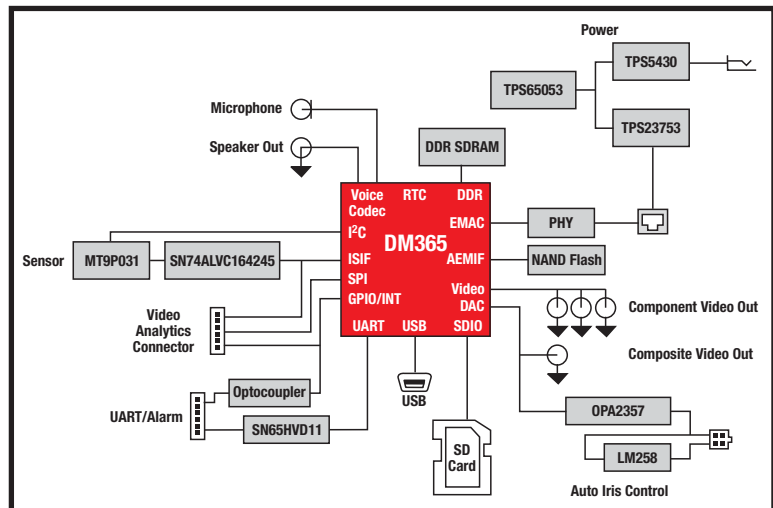 Power
TPS5430
TPS65053
TPS23753
Microphone
Speaker Out
DDR SDRAM
Voice
Codec
RTC
DDR
I²C
EMAC
PHY
DM365
Sensor
MT9P031
SN74ALVC164245
ISIF
AEMIF
NAND Flash
SPI
GPIO/INT
Video
DAC
Component Video Out
Video
Analytics
Connector
UART
USB
SDIO
Composite Video Out
Optocoupler
USB
UART/Alarm
SN65HVD11
OPA2357
SD
Card
LM258
Auto Iris Control